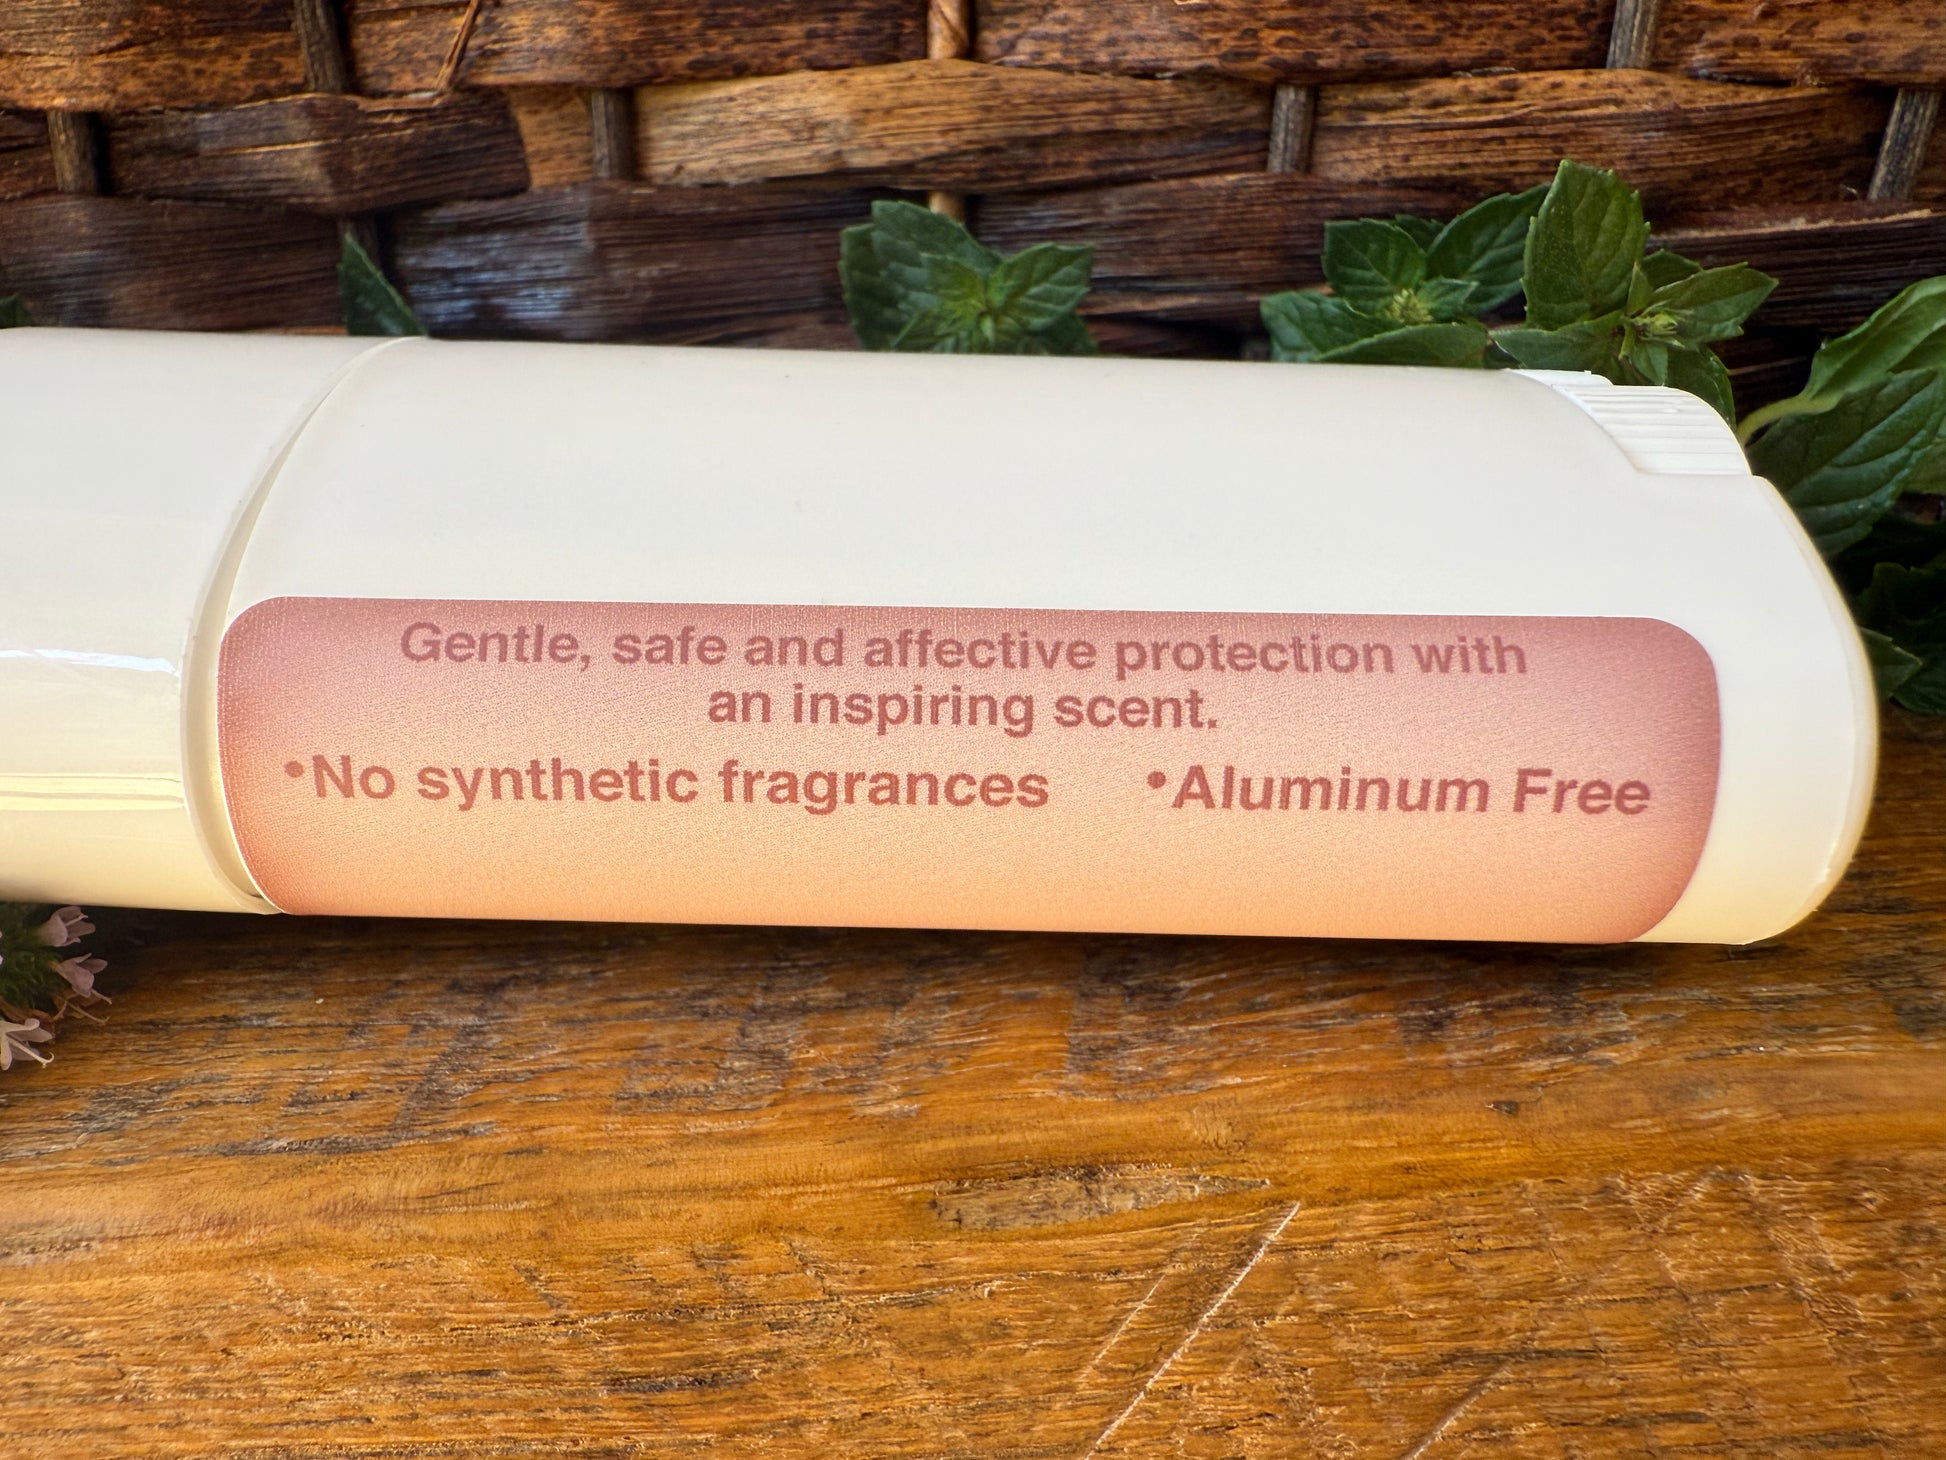 Gentle, safe and affective protection with
an inspiring scent.
•No synthetic fragrances •Aluminum Free